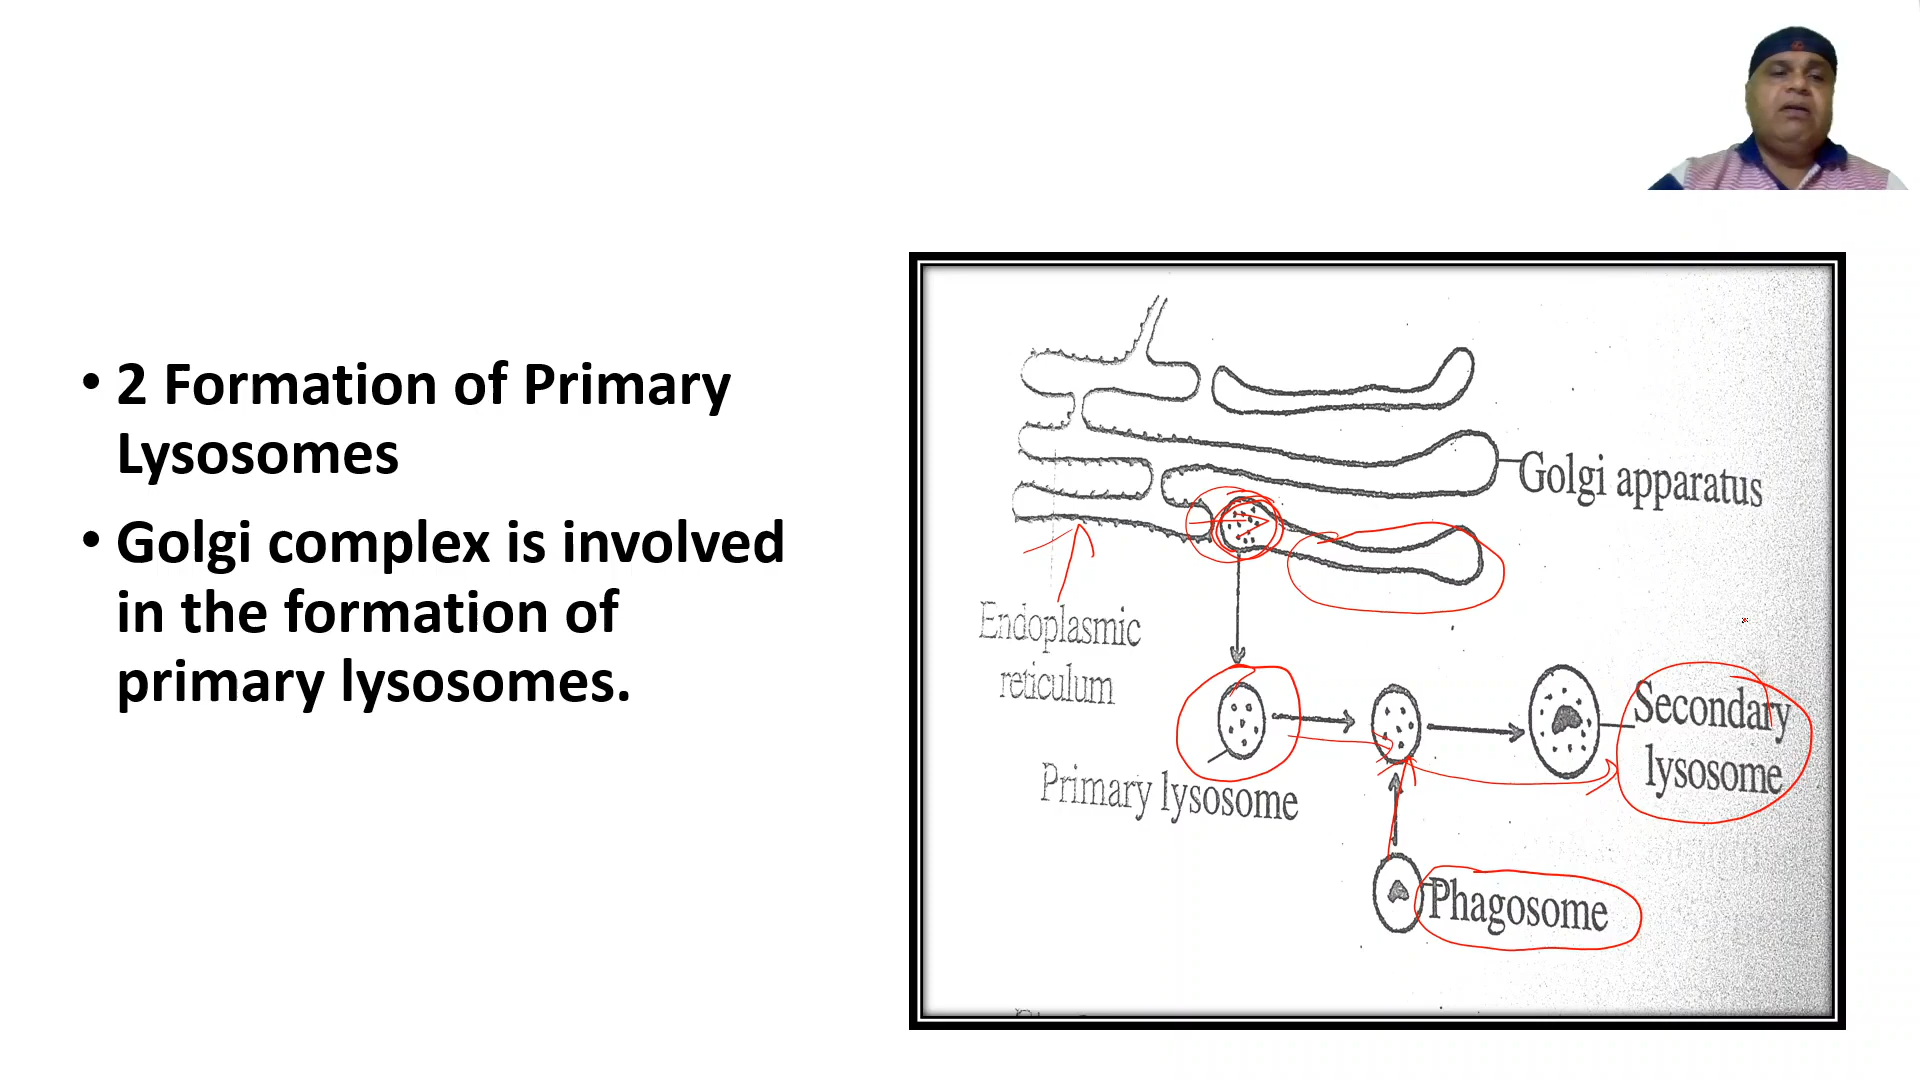 • 2 Formation of Primary
Lysosomes
• Golgi complex is involved
in the formation of
primary lysosomes.
Golgi apparatus
Endoplasmic
reticulum
Secondary
lysosome
Primary lysosome
Phagosome